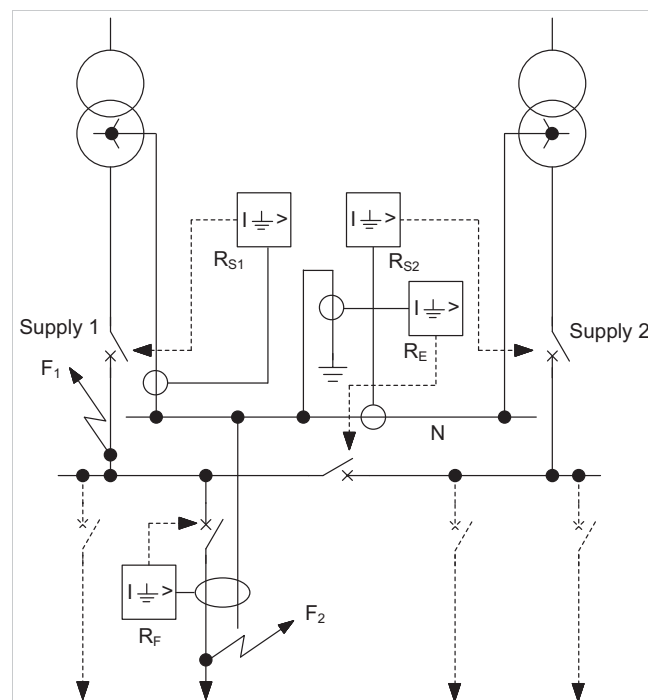 I ⏚ >
I ⏚ >
RS1
RS2
I ⏚ >
RE
Supply 1
Supply 2
F1
N
I ⏚ >
RF
F2